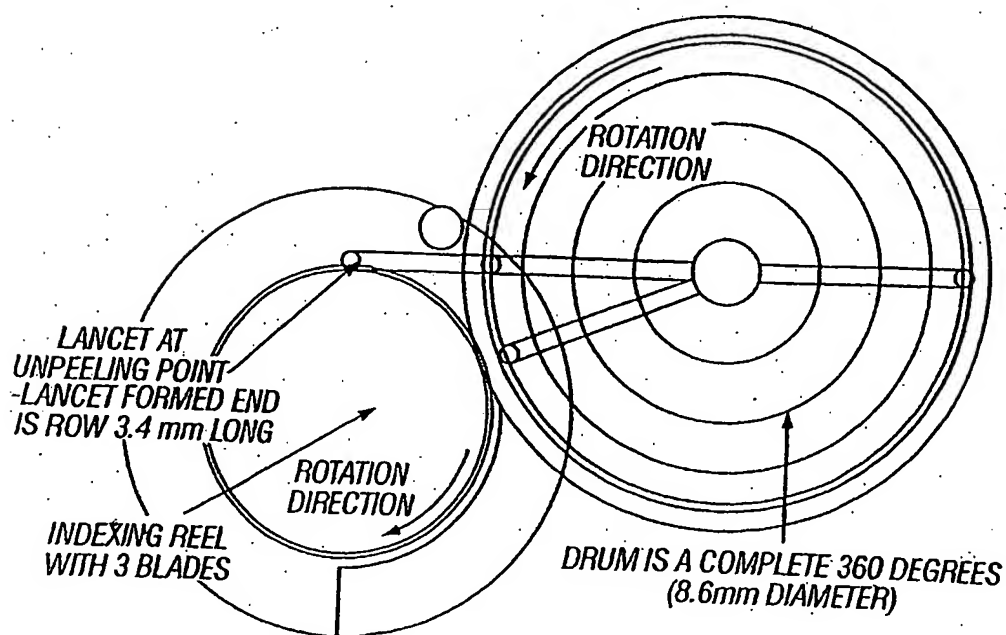 ROTATION
DIRECTION
LANCET AT
UNPEELING POINT
-LANCET FORMED END
IS ROW 3.4 mm LONG
ROTATION
DIRECTION
INDEXING REEL
WITH 3 BLADES
DRUM IS A COMPLETE 360 DEGREES
(8.6mm DIAMETER)